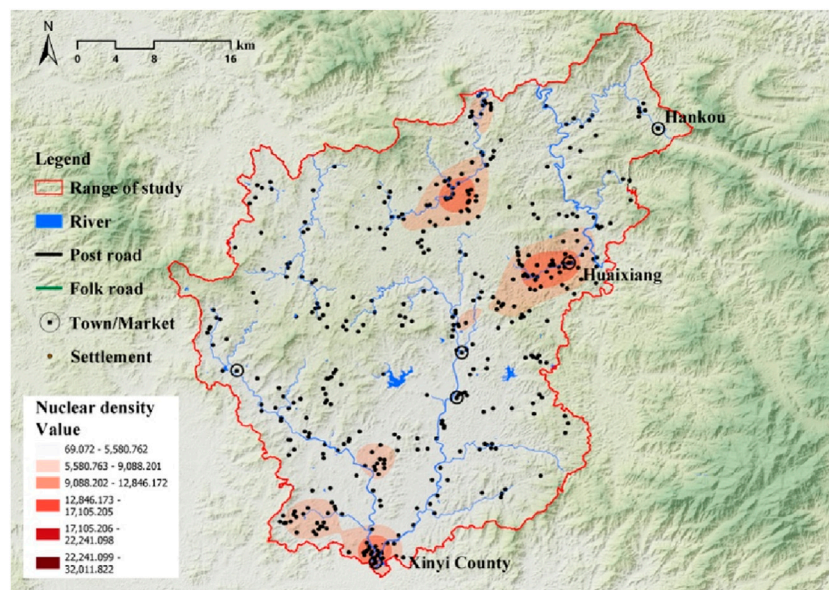 N
km
0 4 8 16
Hankou
Legend
Range of study
River
Post road
Huaixiang
Folk road
Town/Market
Settlement
Nuclear density
Value
69.072 - 5,580.762
5,580.763 - 9,088.201
9,088.202 - 12,846.172
12,846.173 -
17,105.205
17,105.206 -
22,241.098
22,241.099 -
32,011.822
Xinyi County